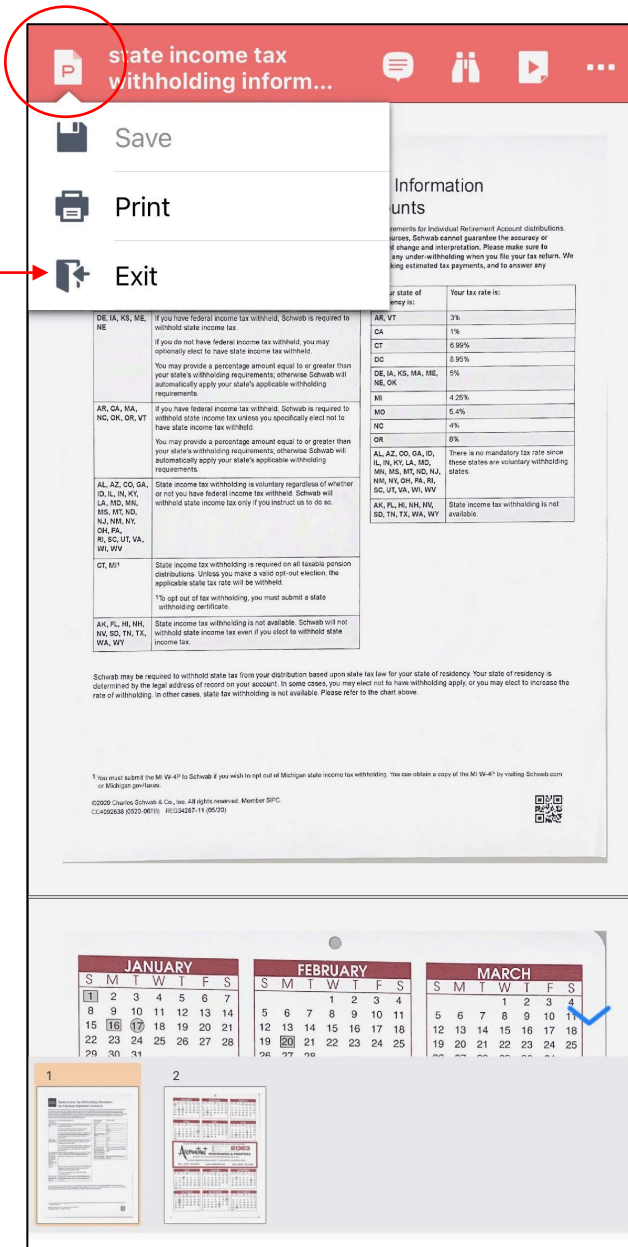 state income tax
withholding inform...
Save
Print
Exit
Information
unts
rements for Individual Retirement Account distributions.
ources, Schwab cannot guarantee the accuracy or
t change and interpretation. Please make sure to
any under-withholding when you file your tax return. We
king estimated tax payments, and to answer any
DE, IA, KS, ME,
NE
If you have federal income tax withheld, Schwab is required to
withhold state income tax.
If you do not have federal income tax withheld, you may
optionally elect to have state income tax withheld.
You may provide a percentage amount equal to or greater than
your state's withholding requirements; otherwise Schwab will
automatically apply your state's applicable withholding
requirements.
AR, CA, MA,
NC, OK, OR, VT
If you have federal income tax withheld, Schwab is required to
withhold state income tax unless you specifically elect not to
have state income tax withheld.
You may provide a percentage amount equal to or greater than
your state's withholding requirements; otherwise Schwab will
automatically apply your state's applicable withholding
requirements.
AL, AZ, CO, GA,
ID, IL, IN, KY,
LA, MD, MN,
MS, MT, ND,
NJ, NM, NY,
OH, PA,
RI, SC, UT, VA,
WI, WV
State income tax withholding is voluntary regardless of whether
or not you have federal income tax withheld. Schwab will
withhold state income tax only if you instruct us to do so.
CT, MI¹
State income tax withholding is required on all taxable pension
distributions. Unless you make a valid opt-out election, the
applicable state tax rate will be withheld.
¹To opt out of tax withholding, you must submit a state
withholding certificate.
AK, FL, HI, NH,
NV, SD, TN, TX,
WA, WY
State income tax withholding is not available. Schwab will not
withhold state income tax even if you elect to withhold state
income tax.
r state of
ency is:
Your tax rate is:
AR, VT
3%
CA
1%
CT
6.99%
DC
8.95%
DE, IA, KS, MA, ME,
NE, OK
5%
MI
4.25%
MO
5.4%
NC
4%
OR
8%
AL, AZ, CO, GA, ID,
IL, IN, KY, LA, MD,
MN, MS, MT, ND, NJ,
NM, NY, OH, PA, RI,
SC, UT, VA, WI, WV
There is no mandatory tax rate since
these states are voluntary withholding
states.
AK, FL, HI, NH, NV,
SD, TN, TX, WA, WY
State income tax withholding is not
available.
Schwab may be required to withhold state tax from your distribution based upon state tax law for your state of residency. Your state of residency is
determined by the legal address of record on your account. In some cases, you may elect not to have withholding apply, or you may elect to increase the
rate of withholding. In other cases, state tax withholding is not available. Please refer to the chart above.
¹ You must submit the MI W-4P to Schwab if you wish to opt out of Michigan state income tax withholding. You can obtain a copy of the MI W-4P by visiting Schwab.com
or Michigan.gov/taxes.
©2020 Charles Schwab & Co., Inc. All rights reserved. Member SIPC.
CC4092638 (0520-06TB) REG34287-11 (05/20)
JANUARY
S M T W T F S
1 2 3 4 5 6 7
8 9 10 11 12 13 14
15 16 17 18 19 20 21
22 23 24 25 26 27 28
29 30 31
FEBRUARY
S M T W T F S
1 2 3 4
5 6 7 8 9 10 11
12 13 14 15 16 17 18
19 20 21 22 23 24 25
26 27 28
MARCH
S M T W T F S
1 2 3 4
5 6 7 8 9 10 11
12 13 14 15 16 17 18
19 20 21 22 23 24 25
1
2
2023